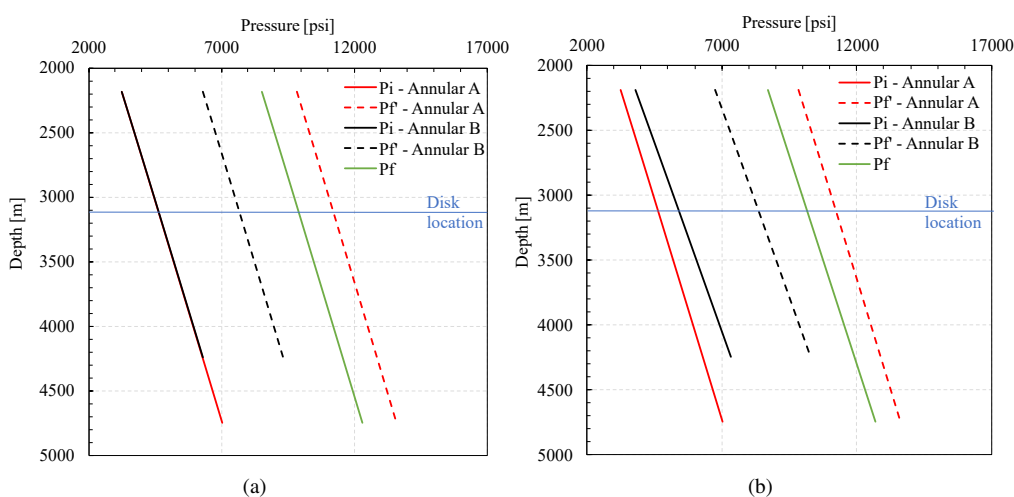 Pressure [psi]
2000 7000 12000 17000
2000
2500
3000
3500
4000
4500
5000
Depth [m]
Pi - Annular A
Pf' - Annular A
Pi - Annular B
Pf' - Annular B
Pf
Disk
location
(a)
Pressure [psi]
2000 7000 12000 17000
2000
2500
3000
3500
4000
4500
5000
Depth [m]
Pi - Annular A
Pf' - Annular A
Pi - Annular B
Pf' - Annular B
Pf
Disk
location
(b)